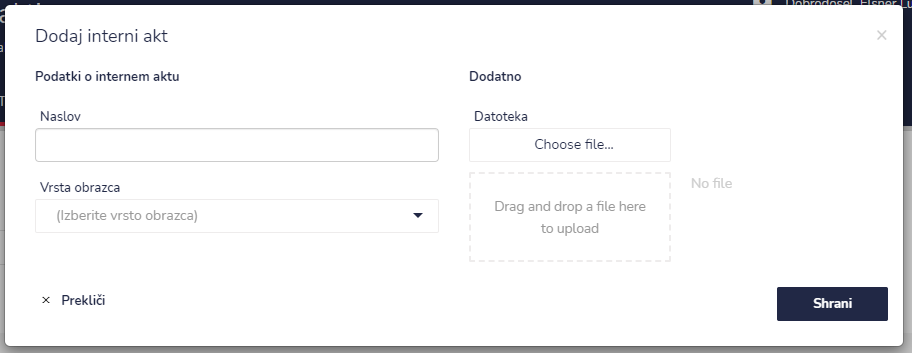 Dobrodošel, Elsner Lu
Dodaj interni akt
Podatki o internem aktu
Dodatno
Naslov
Datoteka
Choose file...
Vrsta obrazca
(Izberite vrsto obrazca)
Drag and drop a file here
to upload
No file
Prekliči
Shrani